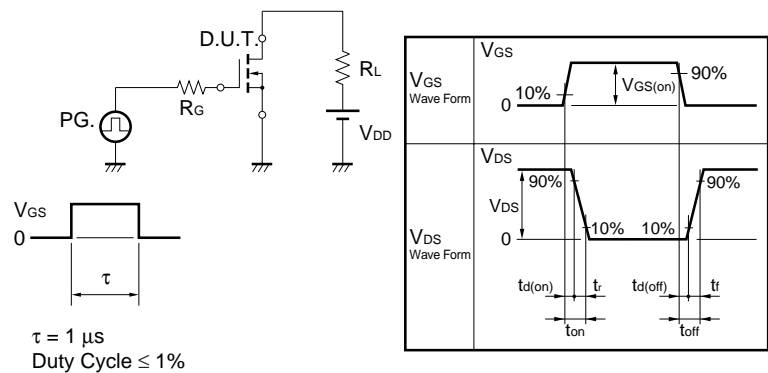 D.U.T.
RL
RG
PG.
VDD
VGS
0
τ
τ = 1 μs
Duty Cycle ≤ 1%
VGS
Wave Form
VGS
10%
0
VGS(on)
90%
VDS
Wave Form
VDS
90%
VDS
0
10%
10%
90%
td(on)
tr
td(off)
tf
ton
toff